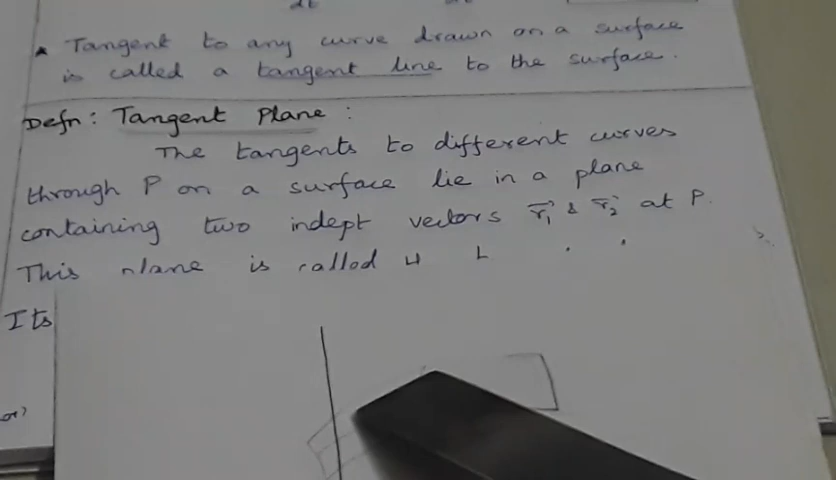 dt
* Tangent to any curve drawn on a surface
is called a tangent line to the surface.
Defn: Tangent Plane:
The tangents to different curves
through P on a surface lie in a plane
containing two indept vectors r₁ & r₂ at P.
This plane is called
Its